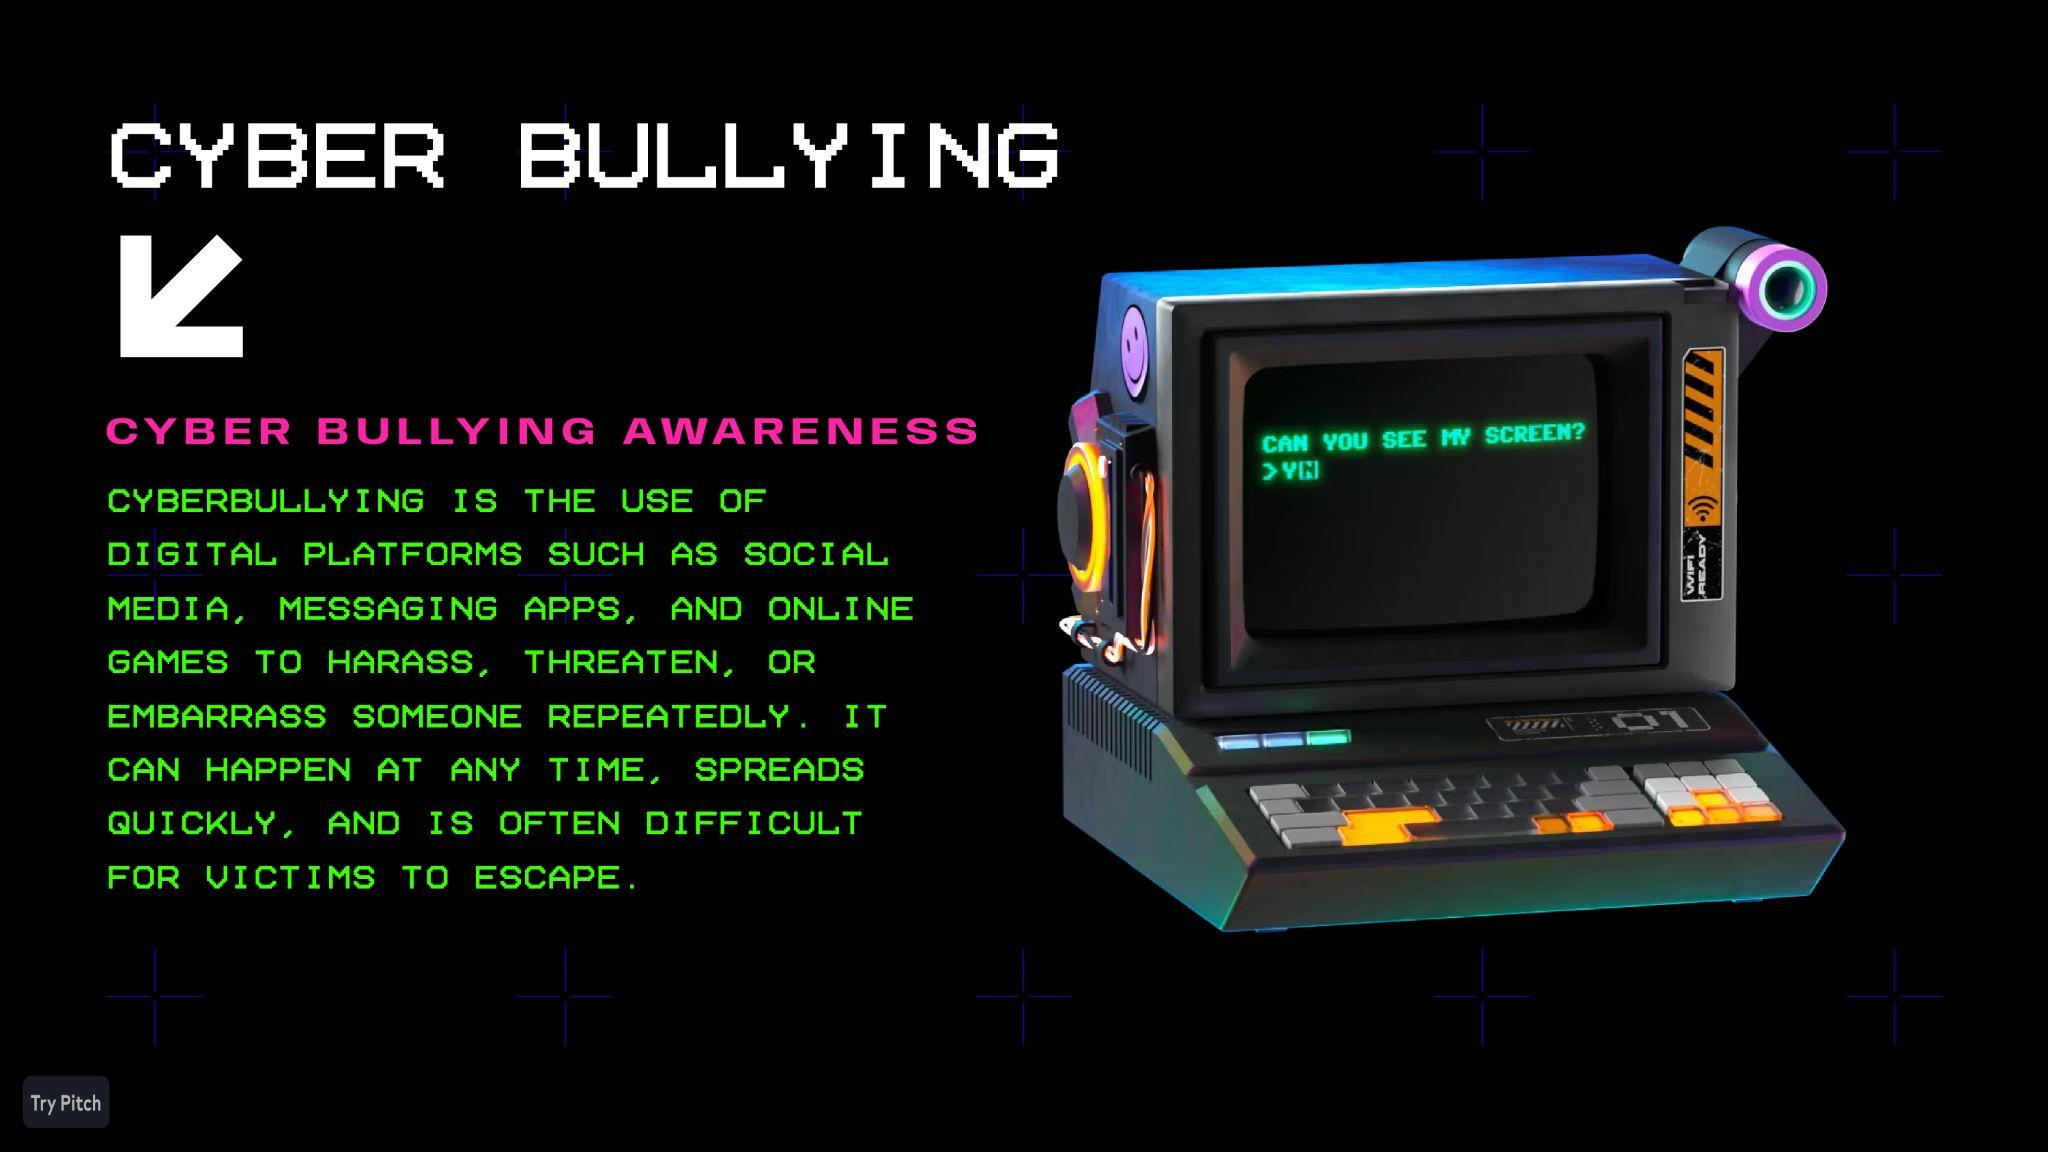 CYBER BULLYING
CYBER BULLYING AWARENESS
CYBERBULLYING IS THE USE OF
DIGITAL PLATFORMS SUCH AS SOCIAL
MEDIA, MESSAGING APPS, AND ONLINE
GAMES TO HARASS, THREATEN, OR
EMBARRASS SOMEONE REPEATEDLY. IT
CAN HAPPEN AT ANY TIME, SPREADS
QUICKLY, AND IS OFTEN DIFFICULT
FOR VICTIMS TO ESCAPE.
CAN YOU SEE MY SCREEN?
>Y[N]
WIFI
READY
01
Try Pitch